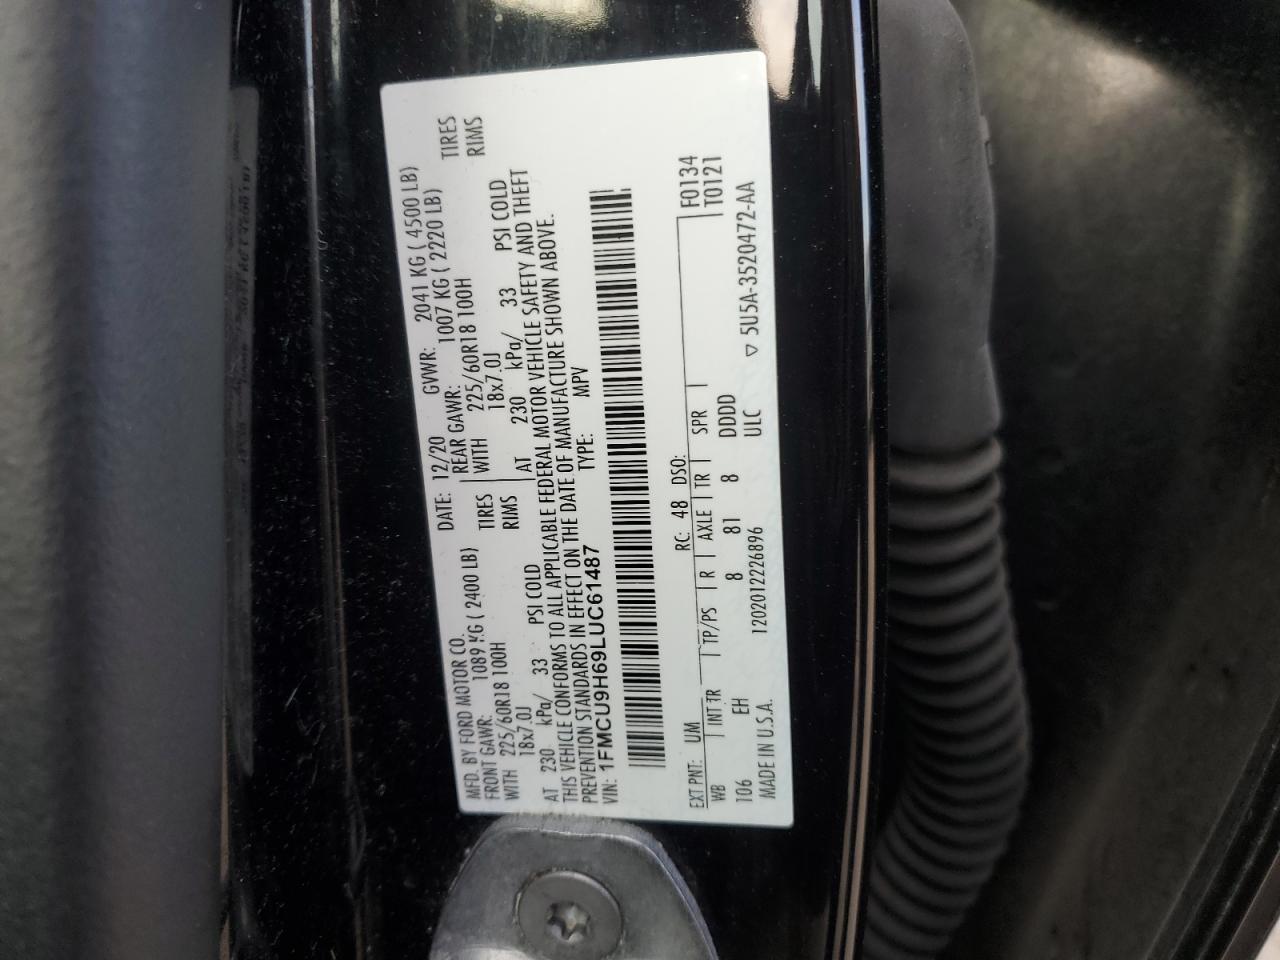 MFD. BY FORD MOTOR CO.
DATE: 12/20 GVWR: 2041 KG ( 4500 LB)
FRONT GAWR: 1089 KG ( 2400 LB) REAR GAWR: 1007 KG ( 2220 LB)
WITH 225/60R18 100H TIRES WITH 225/60R18 100H TIRES
18x7.0J RIMS 18x7.0J RIMS
AT 230 kPa/ 33 PSI COLD AT 230 kPa/ 33 PSI COLD
THIS VEHICLE CONFORMS TO ALL APPLICABLE FEDERAL MOTOR VEHICLE SAFETY AND THEFT
PREVENTION STANDARDS IN EFFECT ON THE DATE OF MANUFACTURE SHOWN ABOVE.
VIN: 1FMCU9H69LUC61487 TYPE: MPV
EXT PNT: UM RC: 48 DSO: F0134
WB INT TR TP/PS R AXLE TR SPR T0121
106 EH 8 81 8 DDDD
MADE IN U.S.A. 1202012226896 ULC ▽ 5U5A-3520472-AA